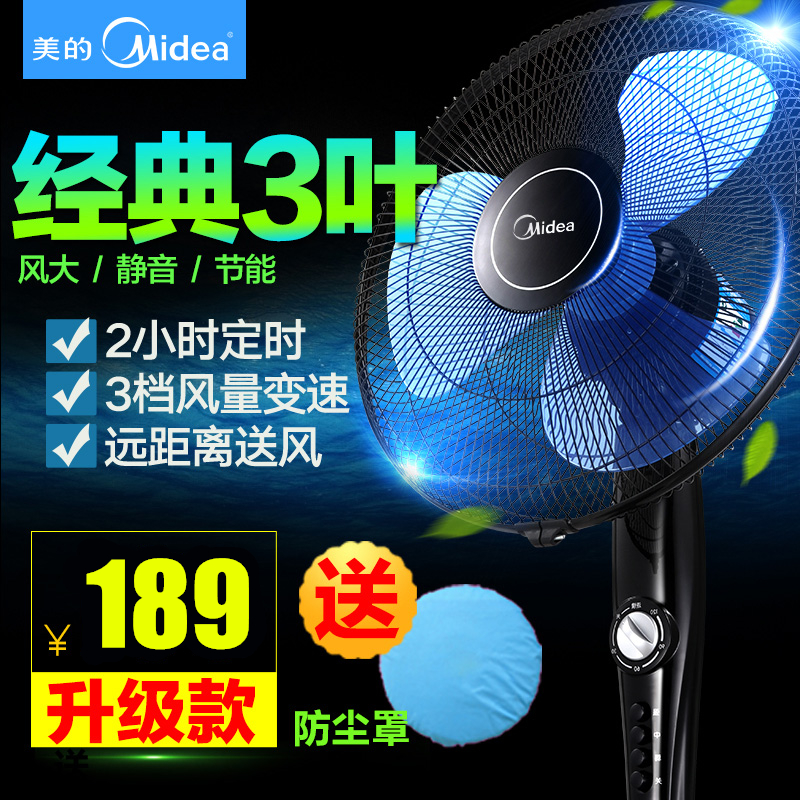 美的 Midea®
经典3叶
风大 / 静音 / 节能
2小时定时
3档风量变速
远距离送风
Midea
¥189
升级款
送
防尘罩